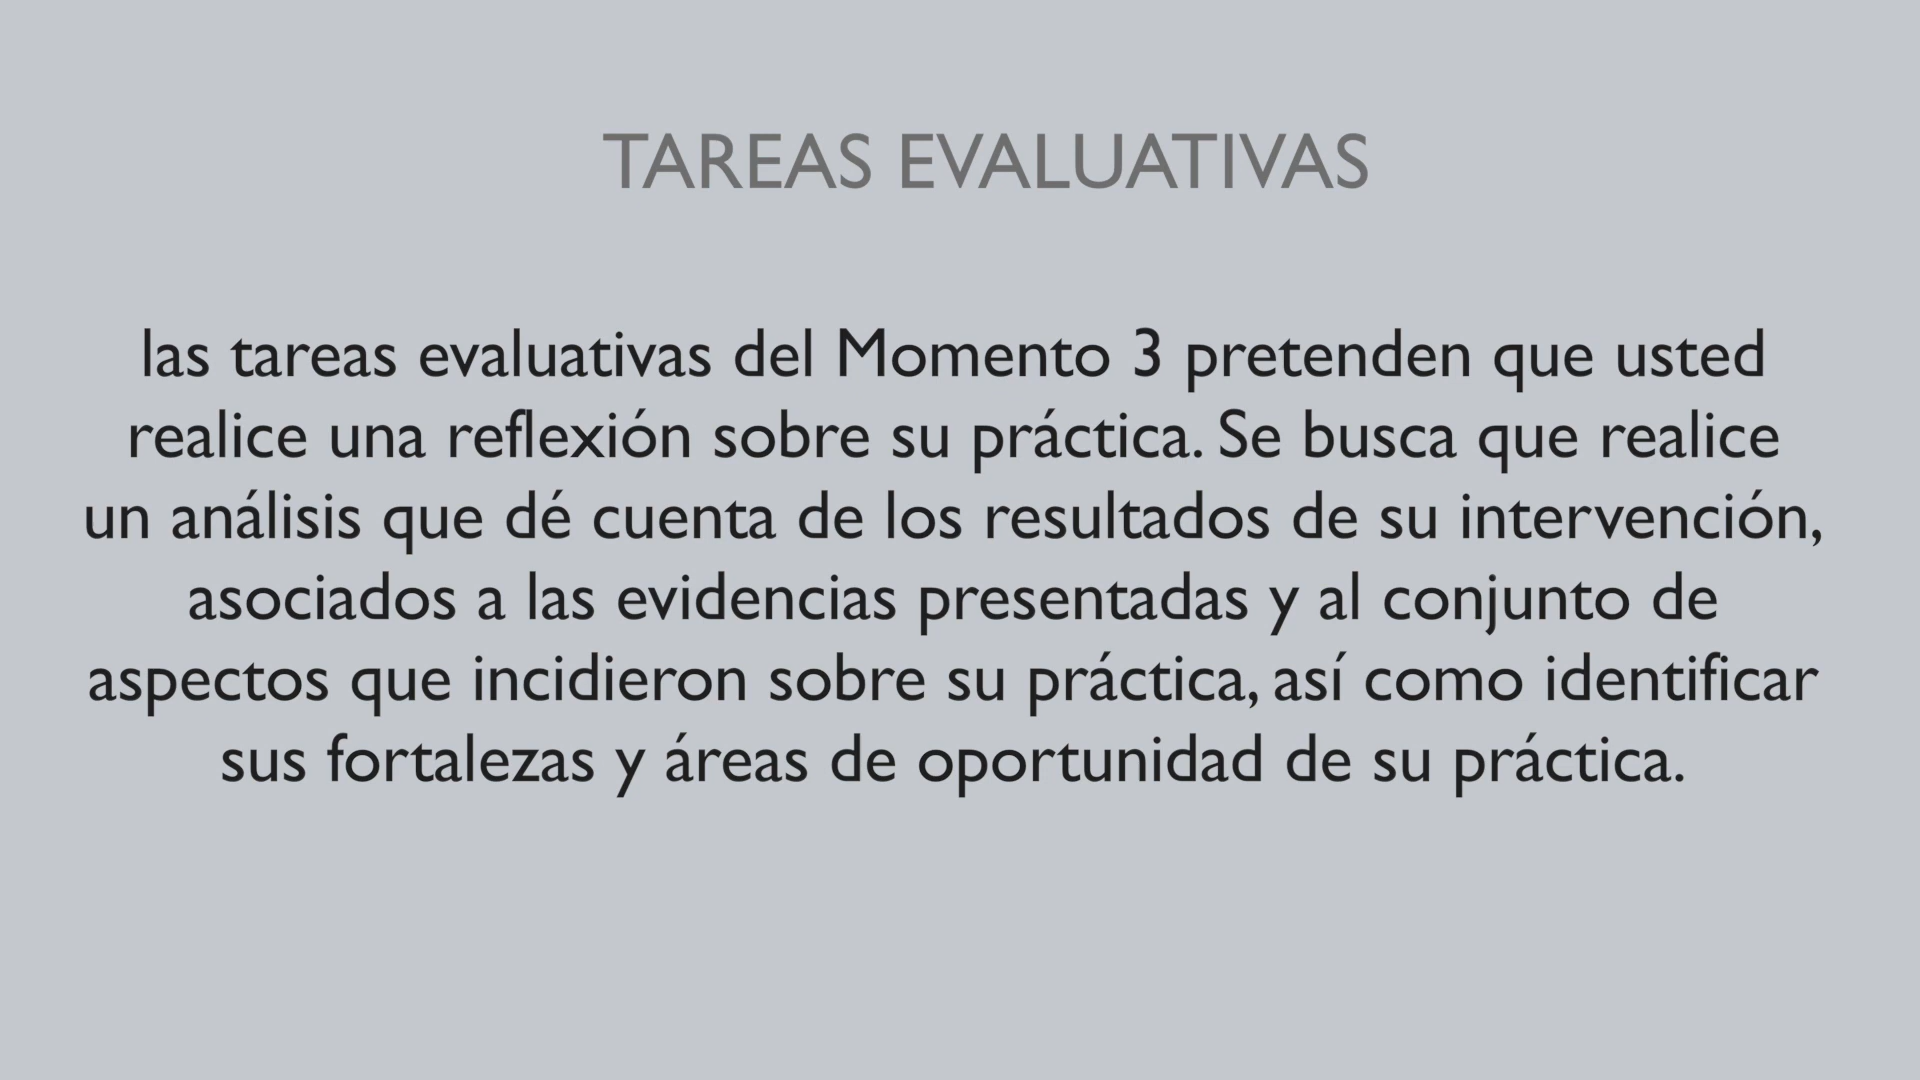 TAREAS EVALUATIVAS
las tareas evaluativas del Momento 3 pretenden que usted
realice una reflexión sobre su práctica. Se busca que realice
un análisis que dé cuenta de los resultados de su intervención,
asociados a las evidencias presentadas y al conjunto de
aspectos que incidieron sobre su práctica, así como identificar
sus fortalezas y áreas de oportunidad de su práctica.